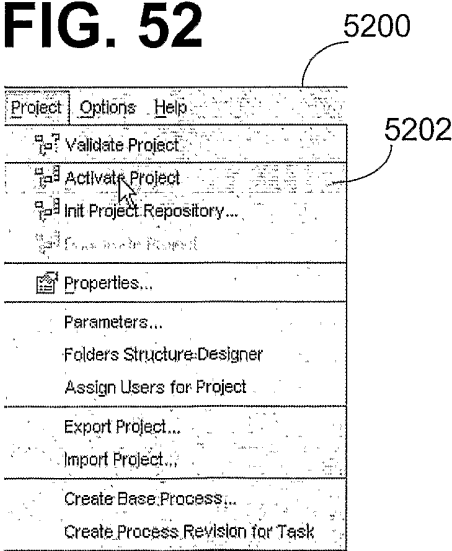 FIG. 52
5200
Project Options Help
Validate Project
5202
Activate Project
Init Project Repository...
Project
Properties...
Parameters...
Folders Structure Designer
Assign Users for Project
Export Project...
Import Project...
Create Base Process...
Create Process Revision for Task